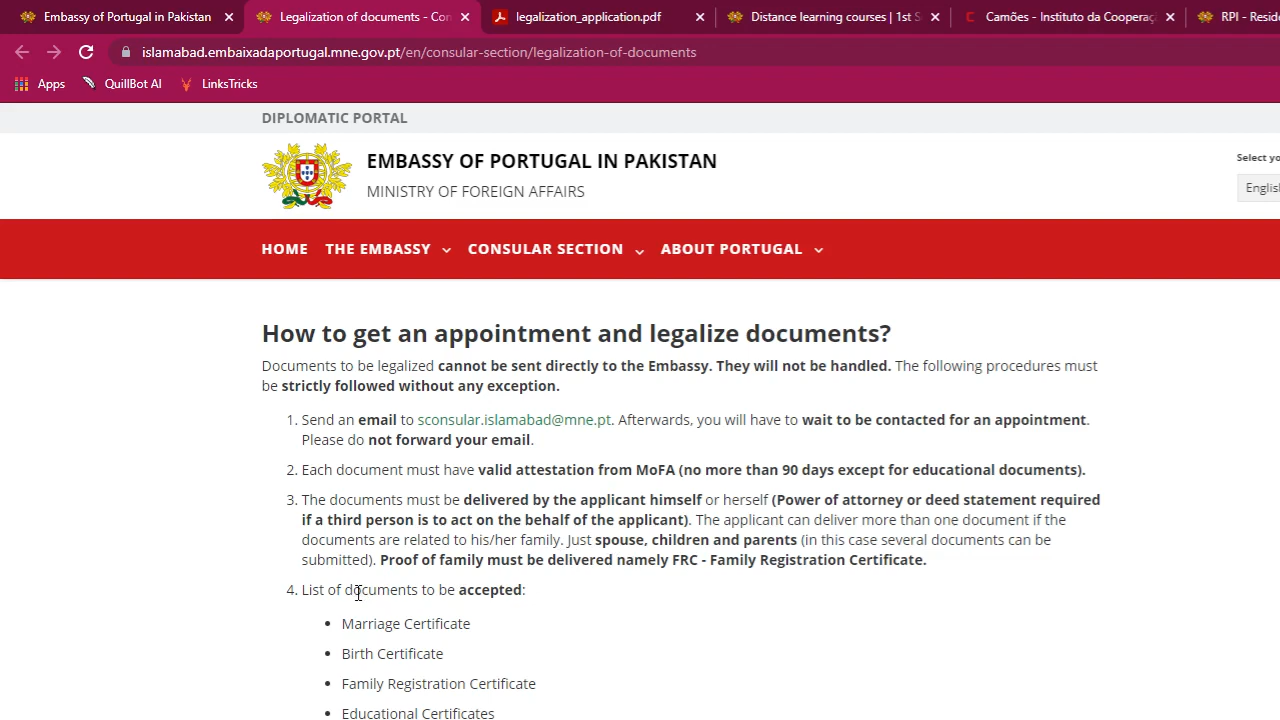 Embassy of Portugal in Pakistan
Legalization of documents - Con
legalization_application.pdf
Distance learning courses | 1st S
Camões - Instituto da Cooperaç
RPI - Reside
islamabad.embaixadaportugal.mne.gov.pt/en/consular-section/legalization-of-documents
Apps QuillBot AI LinksTricks
DIPLOMATIC PORTAL
EMBASSY OF PORTUGAL IN PAKISTAN
MINISTRY OF FOREIGN AFFAIRS
Select yo
English
HOME THE EMBASSY CONSULAR SECTION ABOUT PORTUGAL
How to get an appointment and legalize documents?
Documents to be legalized cannot be sent directly to the Embassy. They will not be handled. The following procedures must
be strictly followed without any exception.
1. Send an email to sconsular.islamabad@mne.pt. Afterwards, you will have to wait to be contacted for an appointment.
Please do not forward your email.
2. Each document must have valid attestation from MoFA (no more than 90 days except for educational documents).
3. The documents must be delivered by the applicant himself or herself (Power of attorney or deed statement required
if a third person is to act on the behalf of the applicant). The applicant can deliver more than one document if the
documents are related to his/her family. Just spouse, children and parents (in this case several documents can be
submitted). Proof of family must be delivered namely FRC - Family Registration Certificate.
4. List of documents to be accepted:
• Marriage Certificate
• Birth Certificate
• Family Registration Certificate
• Educational Certificates